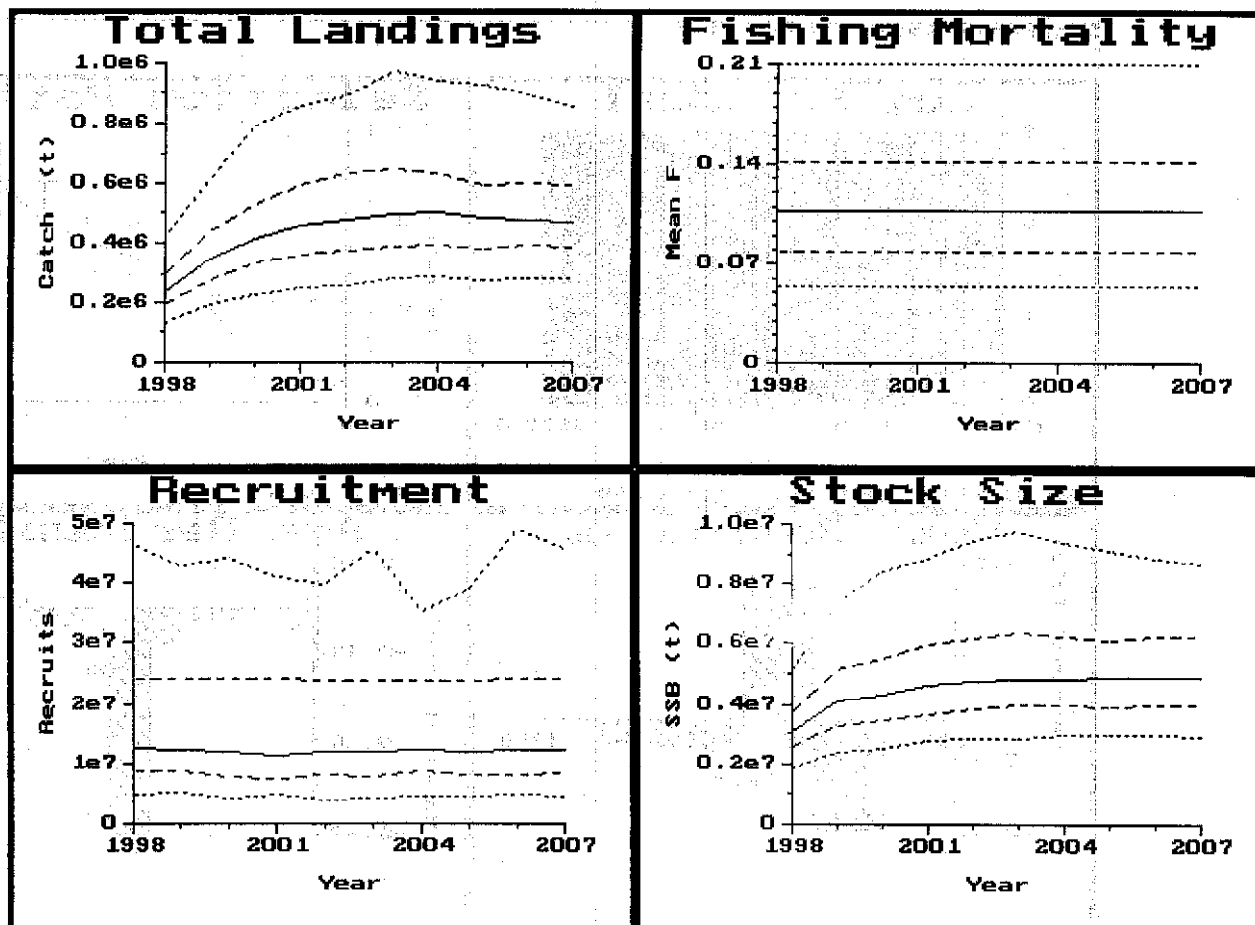 Total Landings
1.0e6
0.8e6
0.6e6
0.4e6
0.2e6
0
Catch (t)
1998 2001 2004 2007
Year
Fishing Mortality
0.21
0.14
0.07
0
Mean F
1998 2001 2004 2007
Year
Recruitment
5e7
4e7
3e7
2e7
1e7
0
Recruits
1998 2001 2004 2007
Year
Stock Size
1.0e7
0.8e7
0.6e7
0.4e7
0.2e7
0
SSB (t)
1998 2001 2004 2007
Year